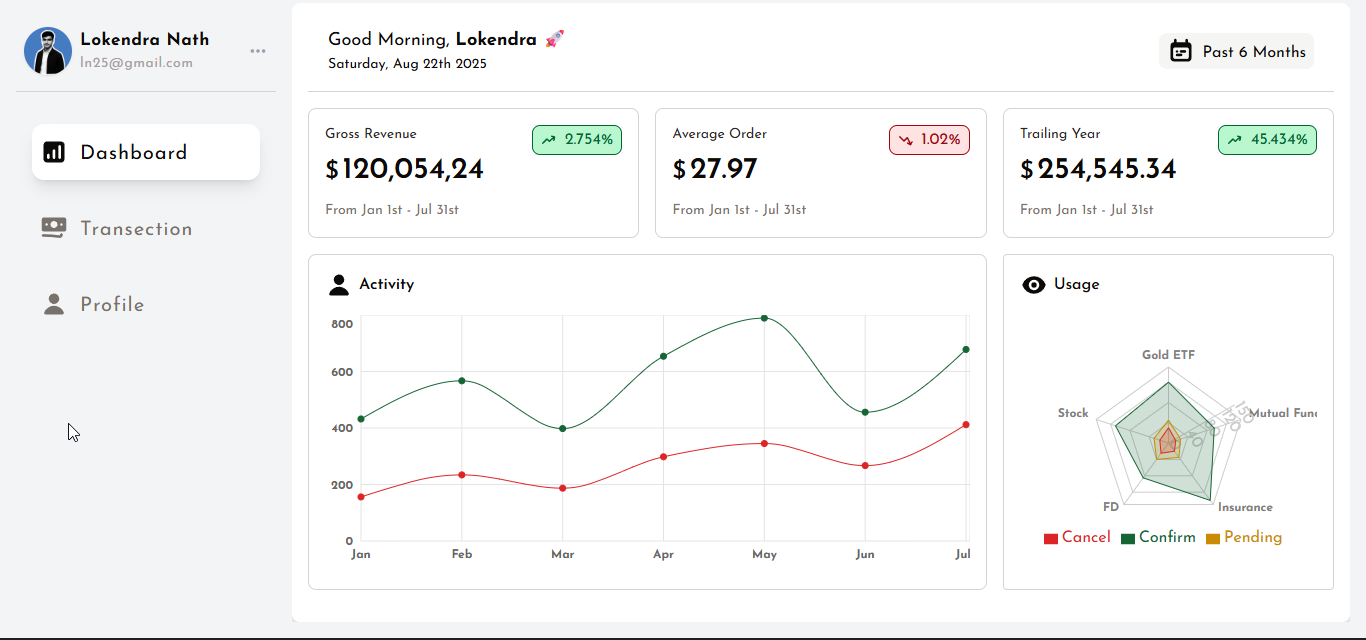 Lokendra Nath
ln25@gmail.com
Dashboard
Transection
Profile
Good Morning, Lokendra 🚀
Saturday, Aug 22th 2025
Past 6 Months
Gross Revenue
2.754%
$120,054,24
From Jan 1st - Jul 31st
Average Order
1.02%
$27.97
From Jan 1st - Jul 31st
Trailing Year
45.434%
$254,545.34
From Jan 1st - Jul 31st
Activity
800
600
400
200
0
Jan Feb Mar Apr May Jun Jul
Usage
Gold ETF
Stock
Mutual Fun
FD
Insurance
150
120
Cancel Confirm Pending